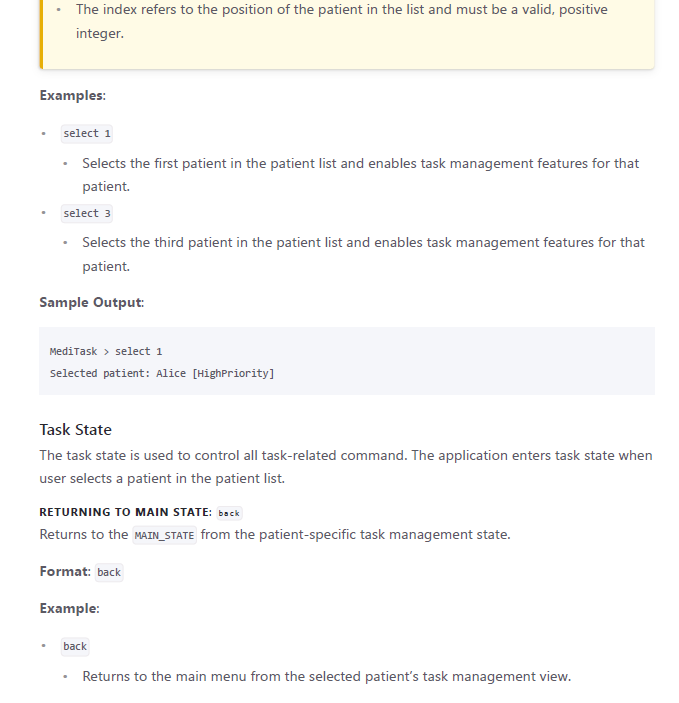 The index refers to the position of the patient in the list and must be a valid, positive
integer.
Examples:
select 1
Selects the first patient in the patient list and enables task management features for that
patient.
select 3
Selects the third patient in the patient list and enables task management features for that
patient.
Sample Output:
MediTask > select 1
Selected patient: Alice [HighPriority]
Task State
The task state is used to control all task-related command. The application enters task state when
user selects a patient in the patient list.
RETURNING TO MAIN STATE: back
Returns to the MAIN_STATE from the patient-specific task management state.
Format: back
Example:
back
Returns to the main menu from the selected patient’s task management view.